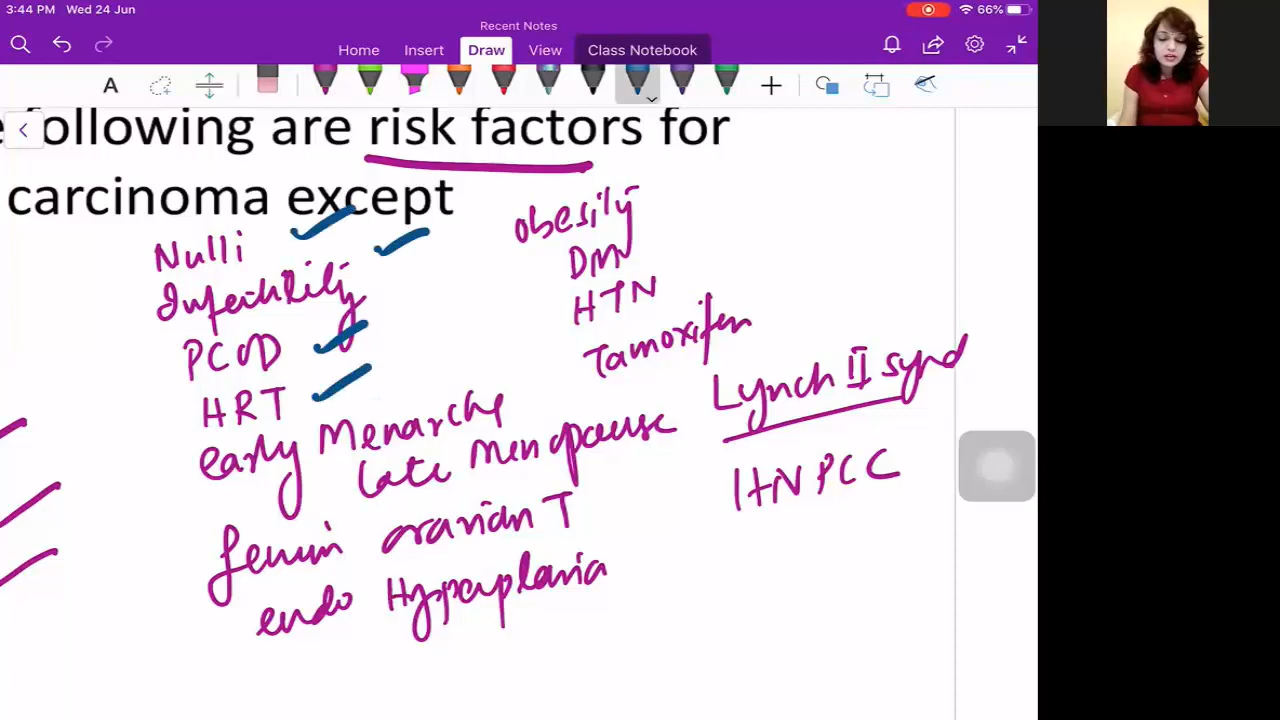 3:44 PM Wed 24 Jun
66%
Recent Notes
Home Insert Draw View Class Notebook
A
following are risk factors for
carcinoma except
Nulli
Infertility
PCOD
HRT
early Menarche
late Menopause
femin ovarian T
endo Hyperplasia
obesity
DM
HTN
Tamoxifen
Lynch II synd
HNPCC